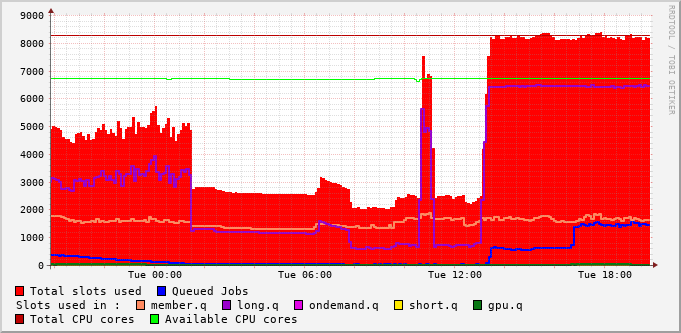 9000
8000
7000
6000
5000
4000
3000
2000
1000
0
Tue 00:00 Tue 06:00 Tue 12:00 Tue 18:00
RRDTOOL / TOBI OETIKER
Total slots used Queued Jobs
Slots used in : member.q long.q ondemand.q short.q gpu.q
Total CPU cores Available CPU cores